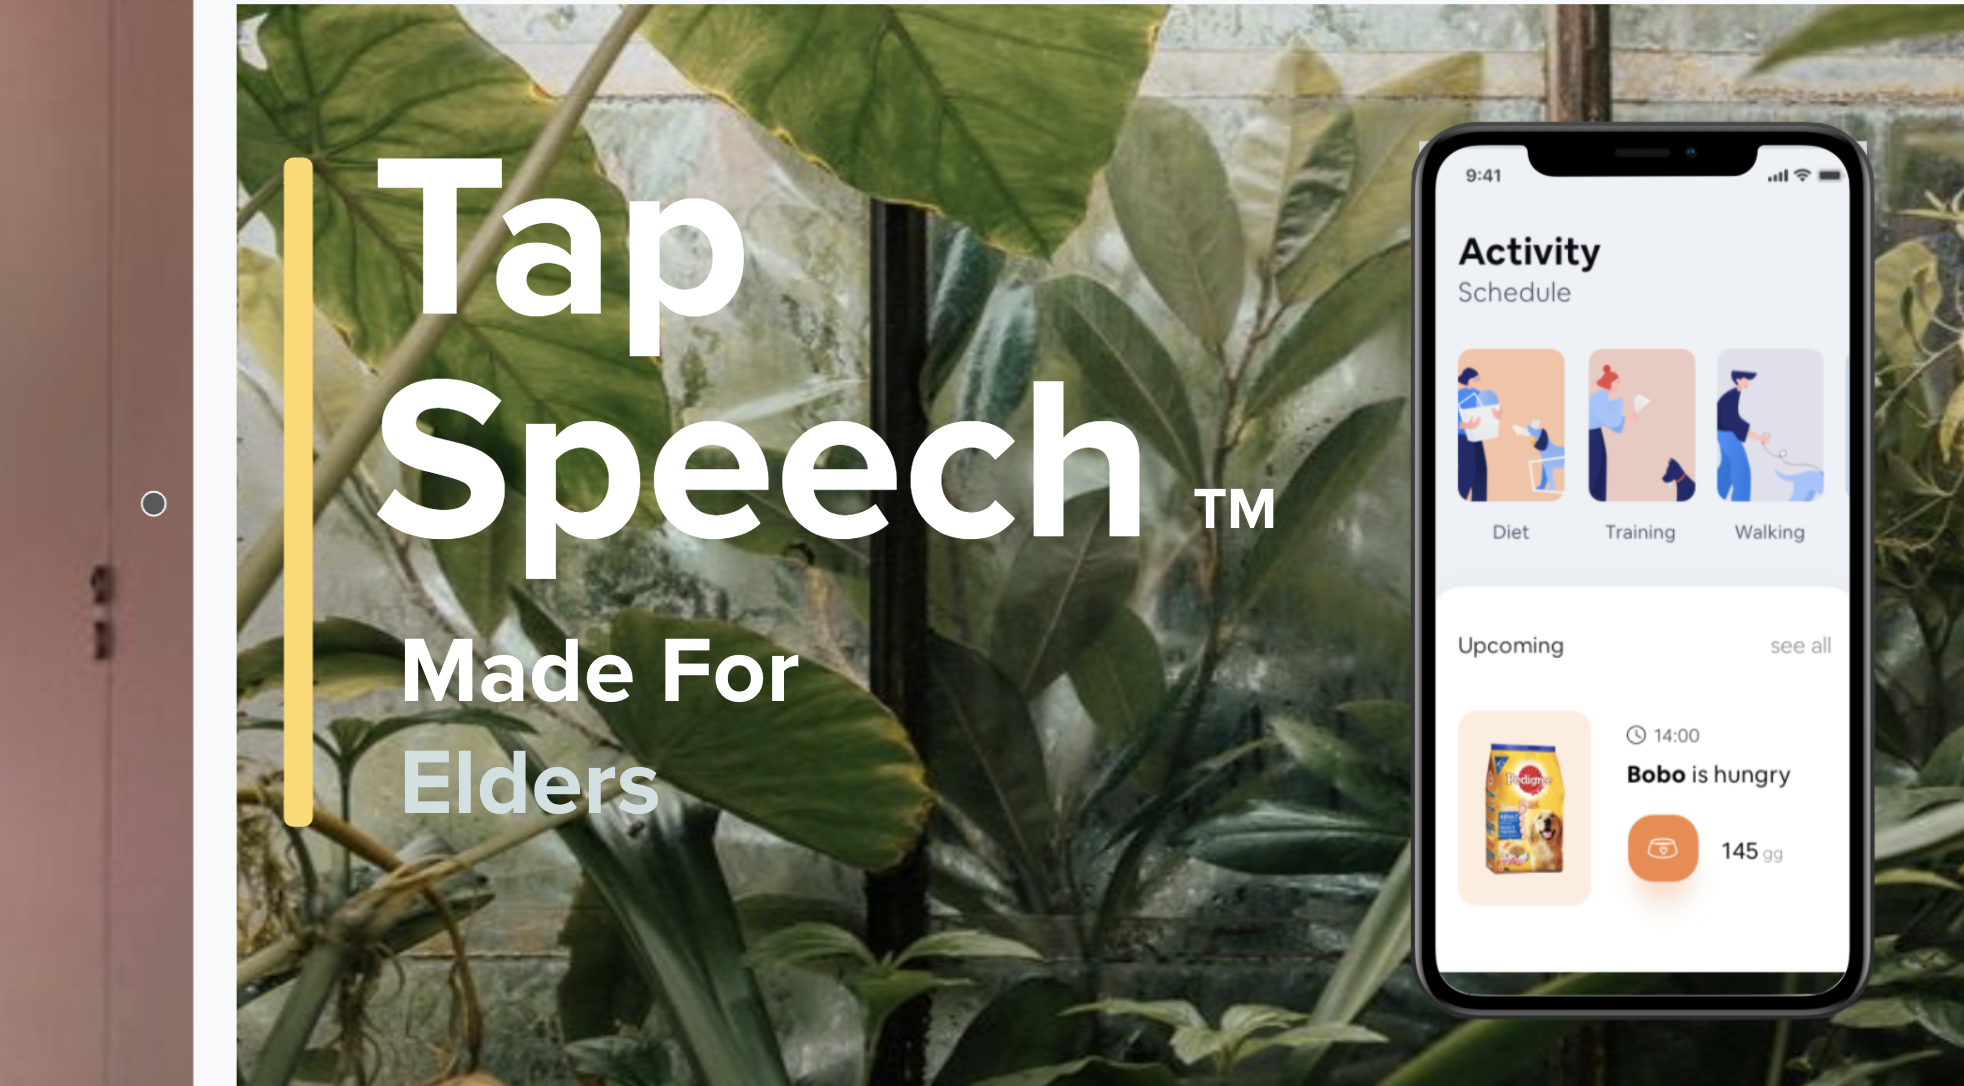 Tap
Speech TM
Made For
Elders
9:41
Activity
Schedule
Diet
Training
Walking
Upcoming
see all
Pedigree
14:00
Bobo is hungry
145 gg